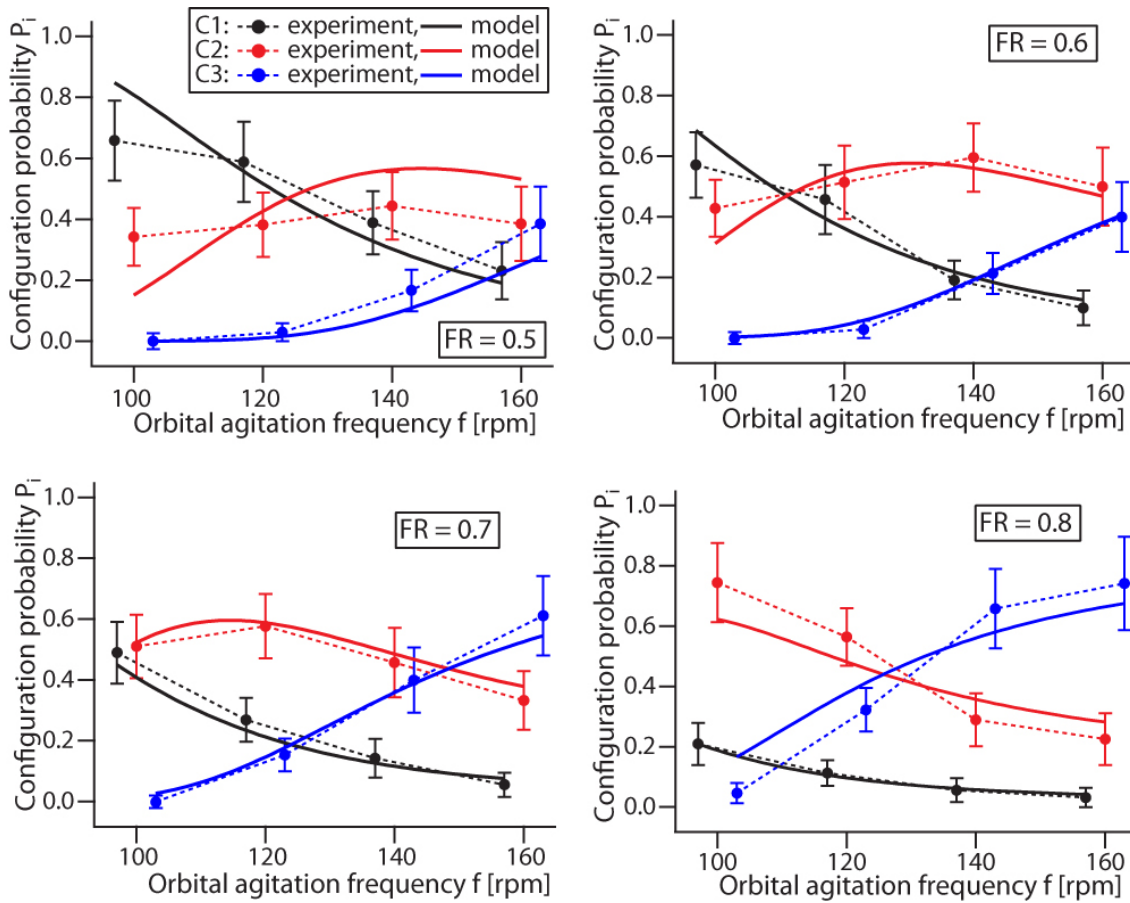 Configuration probability Pi
1.0
0.8
0.6
0.4
0.2
0.0
C1: experiment, model
C2: experiment, model
C3: experiment, model
FR = 0.5
100 120 140 160
Orbital agitation frequency f [rpm]
Configuration probability Pi
1.0
0.8
0.6
0.4
0.2
0.0
FR = 0.6
100 120 140 160
Orbital agitation frequency f [rpm]
Configuration probability Pi
1.0
0.8
0.6
0.4
0.2
0.0
FR = 0.7
100 120 140 160
Orbital agitation frequency f [rpm]
Configuration probability Pi
1.0
0.8
0.6
0.4
0.2
0.0
FR = 0.8
100 120 140 160
Orbital agitation frequency f [rpm]